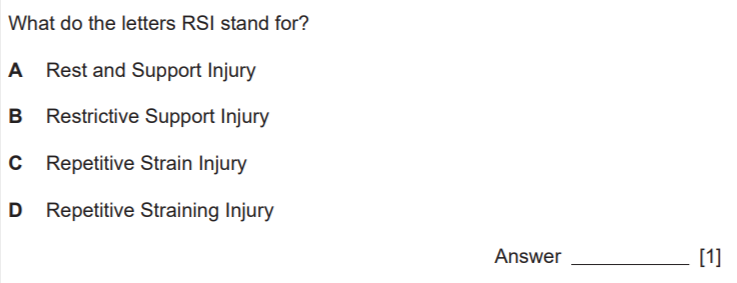 What do the letters RSI stand for?
A Rest and Support Injury
B Restrictive Support Injury
C Repetitive Strain Injury
D Repetitive Straining Injury
Answer ___________ [1]